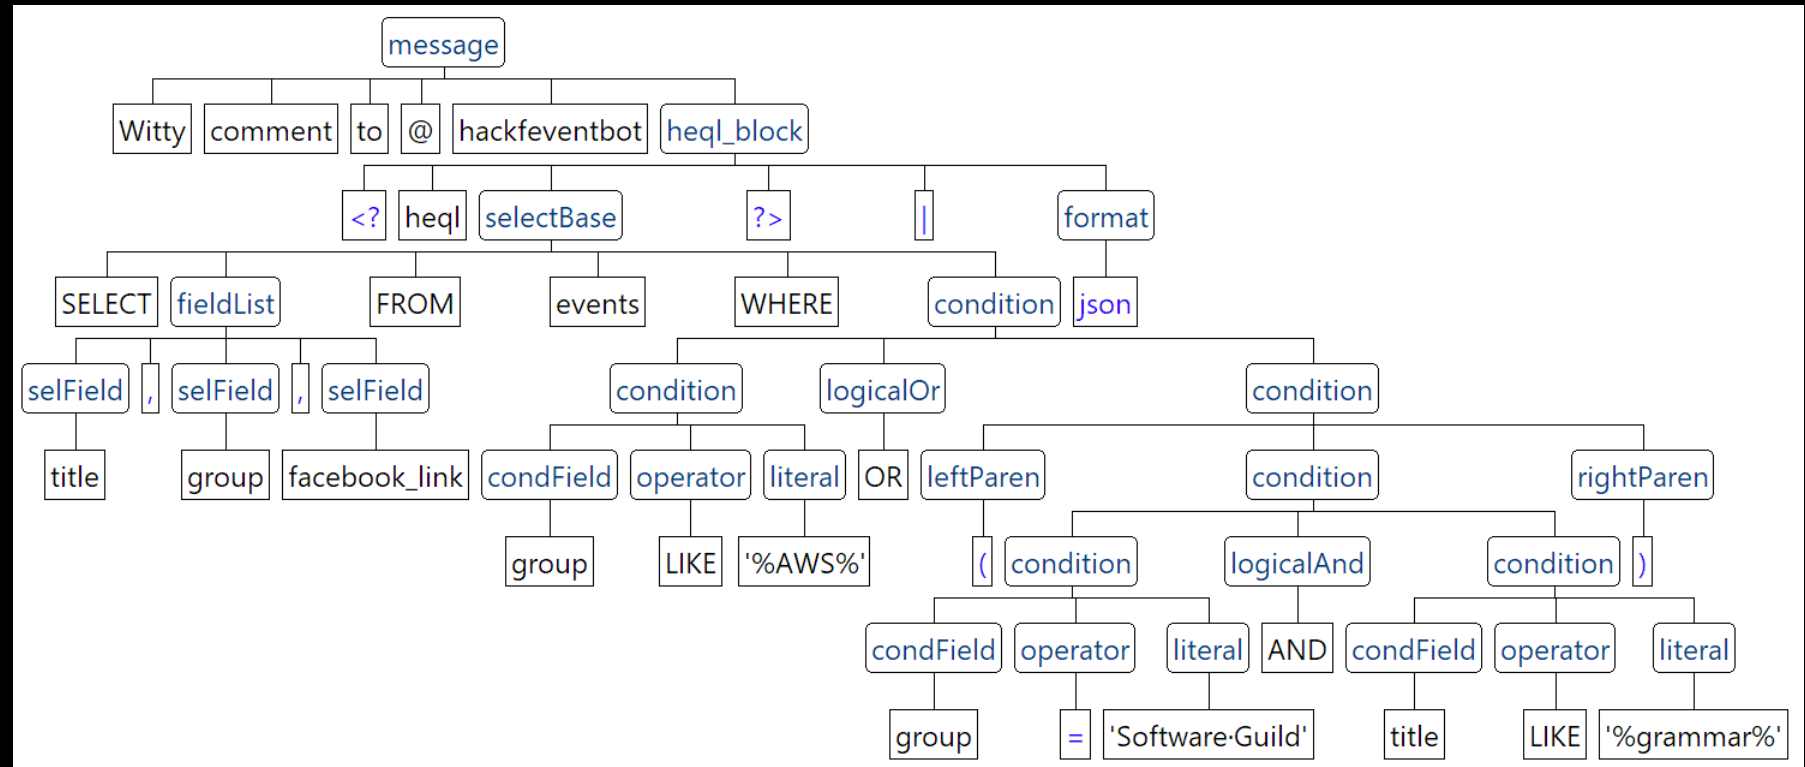 message
Witty comment to @ hackfeventbot heql_block
<? heql selectBase ?> | format
SELECT fieldList FROM events WHERE condition json
selField , selField , selField condition logicalOr condition
title group facebook_link condField operator literal OR leftParen condition rightParen
group LIKE '%AWS%' ( condition logicalAnd condition )
condField operator literal AND condField operator literal
group = 'Software·Guild' title LIKE '%grammar%'